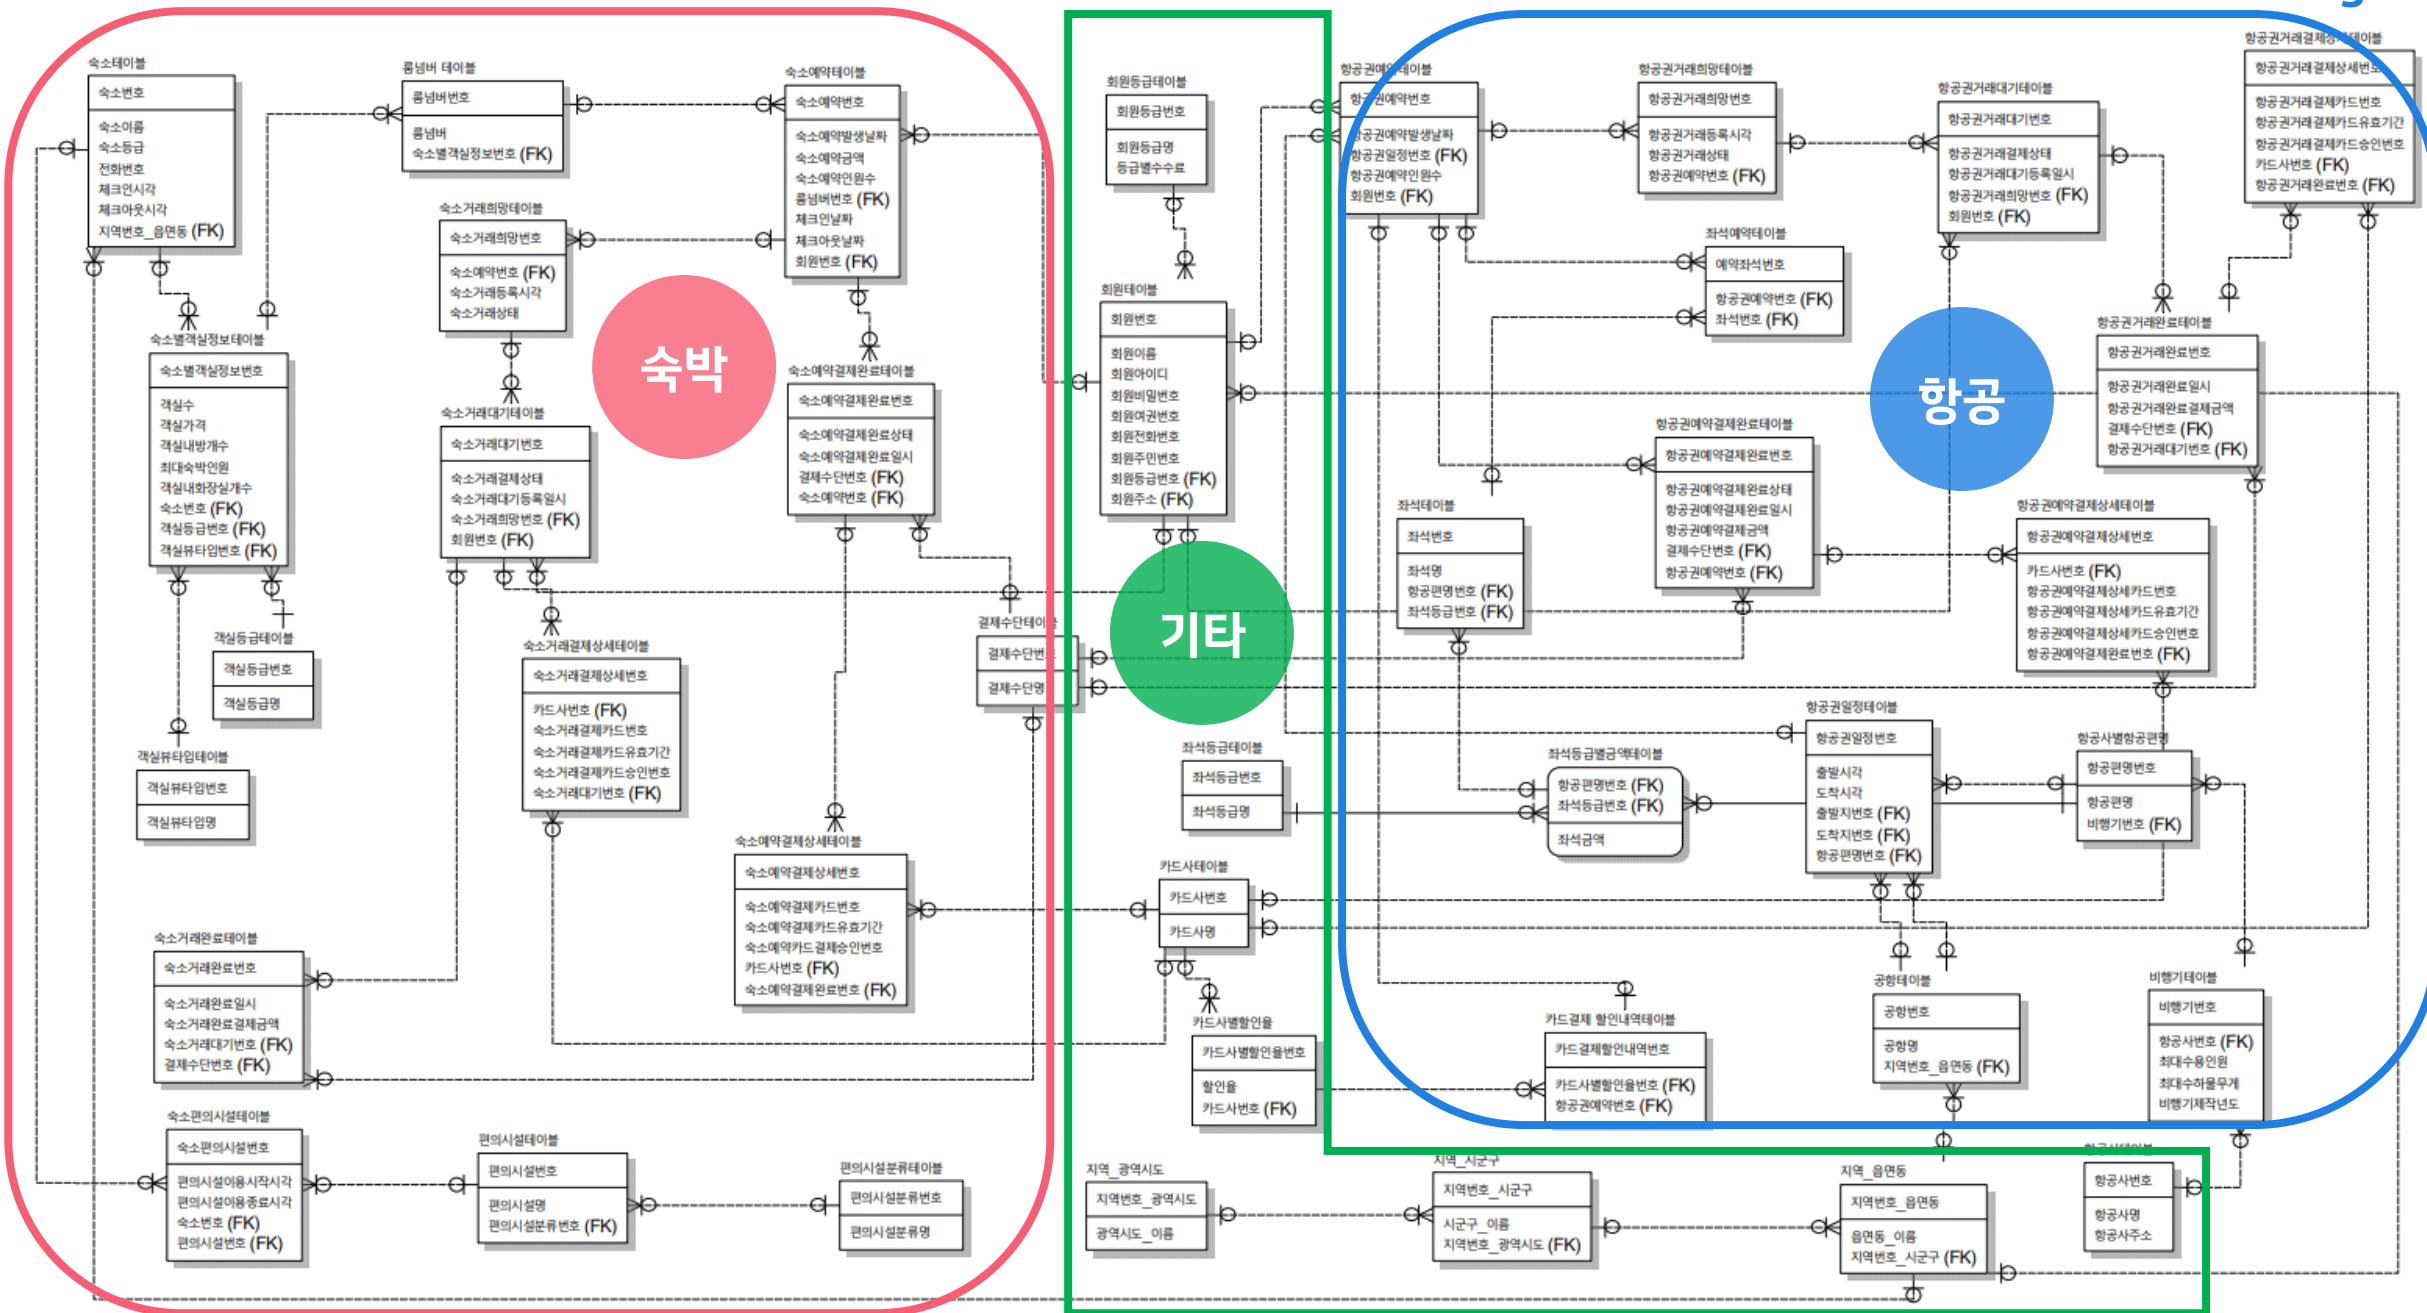 숙소테이블
숙소번호
숙소이름
숙소등급
전화번호
체크인시각
체크아웃시각
지역번호_읍면동 (FK)
룸넘버 테이블
룸넘버번호
룸넘버
숙소별객실정보번호 (FK)
숙소예약테이블
숙소예약번호
숙소예약발생날짜
숙소예약금액
숙소예약인원수
룸넘버번호 (FK)
체크인날짜
체크아웃날짜
회원번호 (FK)
숙소거래희망테이블
숙소거래희망번호
숙소예약번호 (FK)
숙소거래등록시각
숙소거래상태
숙박
숙소별객실정보테이블
숙소별객실정보번호
객실수
객실가격
객실내방개수
최대숙박인원
객실내화장실개수
숙소번호 (FK)
객실등급번호 (FK)
객실뷰타입번호 (FK)
숙소거래대기테이블
숙소거래대기번호
숙소거래결제상태
숙소거래대기등록일시
숙소거래희망번호 (FK)
회원번호 (FK)
숙소예약결제완료테이블
숙소예약결제완료번호
숙소예약결제완료상태
숙소예약결제완료일시
결제수단번호 (FK)
숙소예약번호 (FK)
객실등급테이블
객실등급번호
객실등급명
객실뷰타입테이블
객실뷰타입번호
객실뷰타입명
숙소거래결제상세테이블
숙소거래결제상세번호
카드사번호 (FK)
숙소거래결제카드번호
숙소거래결제카드유효기간
숙소거래결제카드승인번호
숙소거래대기번호 (FK)
숙소예약결제상세테이블
숙소예약결제상세번호
숙소예약결제카드번호
숙소예약결제카드유효기간
숙소예약카드결제승인번호
카드사번호 (FK)
숙소예약결제완료번호 (FK)
숙소거래완료테이블
숙소거래완료번호
숙소거래완료일시
숙소거래완료결제금액
숙소거래대기번호 (FK)
결제수단번호 (FK)
숙소편의시설테이블
숙소편의시설번호
편의시설이용시작시각
편의시설이용종료시각
숙소번호 (FK)
편의시설번호 (FK)
편의시설테이블
편의시설번호
편의시설명
편의시설분류번호 (FK)
편의시설분류테이블
편의시설분류번호
편의시설분류명
회원등급테이블
회원등급번호
회원등급명
등급별수수료
회원테이블
회원번호
회원이름
회원아이디
회원비밀번호
회원여권번호
회원전화번호
회원주민번호
회원등급번호 (FK)
회원주소 (FK)
기타
결제수단테이블
결제수단번호
결제수단명
좌석등급테이블
좌석등급번호
좌석등급명
카드사테이블
카드사번호
카드사명
카드사별할인율
카드사별할인율번호
할인율
카드사번호 (FK)
지역_광역시도
지역번호_광역시도
광역시도_이름
지역_시군구
지역번호_시군구
시군구_이름
지역번호_광역시도 (FK)
지역_읍면동
지역번호_읍면동
읍면동_이름
지역번호_시군구 (FK)
항공사테이블
항공사번호
항공사명
항공사주소
항공권예약테이블
항공권예약번호
항공권예약발생날짜
항공권일정번호 (FK)
항공권예약인원수
회원번호 (FK)
항공권거래희망테이블
항공권거래희망번호
항공권거래등록시각
항공권거래상태
항공권예약번호 (FK)
항공권거래대기테이블
항공권거래대기번호
항공권거래결제상태
항공권거래대기등록일시
항공권거래희망번호 (FK)
회원번호 (FK)
항공권거래결제상세테이블
항공권거래결제상세번호
항공권거래결제카드번호
항공권거래결제카드유효기간
항공권거래결제카드승인번호
카드사번호 (FK)
항공권거래완료번호 (FK)
좌석예약테이블
예약좌석번호
항공권예약번호 (FK)
좌석번호 (FK)
항공
항공권거래완료테이블
항공권거래완료번호
항공권거래완료일시
항공권거래완료결제금액
결제수단번호 (FK)
항공권거래대기번호 (FK)
좌석테이블
좌석번호
좌석명
항공편명번호 (FK)
좌석등급번호 (FK)
항공권예약결제완료테이블
항공권예약결제완료번호
항공권예약결제완료상태
항공권예약결제완료일시
항공권예약결제금액
결제수단번호 (FK)
항공권예약번호 (FK)
항공권예약결제상세테이블
항공권예약결제상세번호
카드사번호 (FK)
항공권예약결제상세카드번호
항공권예약결제상세카드유효기간
항공권예약결제상세카드승인번호
항공권예약결제완료번호 (FK)
좌석등급별금액테이블
항공편명번호 (FK)
좌석등급번호 (FK)
좌석금액
항공권일정테이블
항공권일정번호
출발시각
도착시각
출발지번호 (FK)
도착지번호 (FK)
항공편명번호 (FK)
항공사별항공편명
항공편명번호
항공편명
비행기번호 (FK)
카드결제 할인내역테이블
카드결제할인내역번호
카드사별할인율번호 (FK)
항공권예약번호 (FK)
공항테이블
공항번호
공항명
지역번호_읍면동 (FK)
비행기테이블
비행기번호
항공사번호 (FK)
최대수용인원
최대수하물무게
비행기제작년도